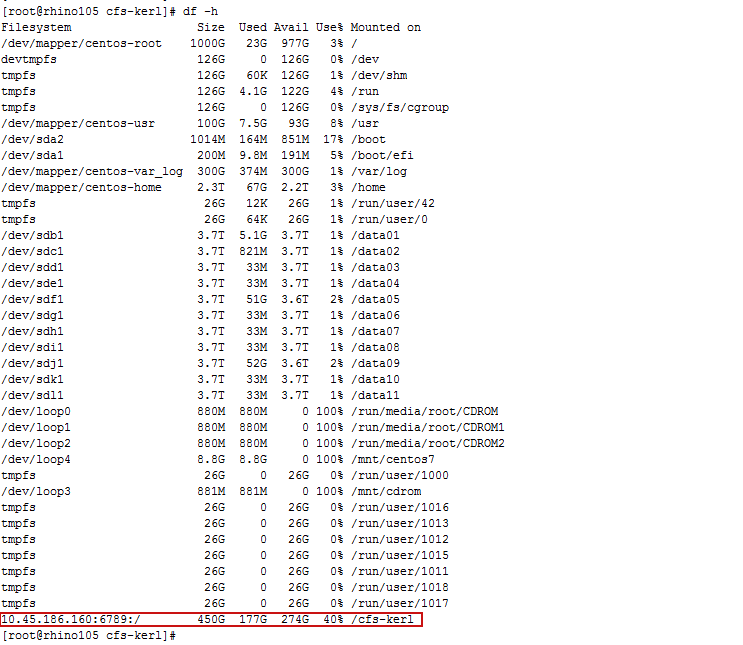 [root@rhino105 cfs-kerl]# df -h
Filesystem Size Used Avail Use% Mounted on
/dev/mapper/centos-root 1000G 23G 977G 3% /
devtmpfs 126G 0 126G 0% /dev
tmpfs 126G 60K 126G 1% /dev/shm
tmpfs 126G 4.1G 122G 4% /run
tmpfs 126G 0 126G 0% /sys/fs/cgroup
/dev/mapper/centos-usr 100G 7.5G 93G 8% /usr
/dev/sda2 1014M 164M 851M 17% /boot
/dev/sda1 200M 9.8M 191M 5% /boot/efi
/dev/mapper/centos-var_log 300G 374M 300G 1% /var/log
/dev/mapper/centos-home 2.3T 67G 2.2T 3% /home
tmpfs 26G 12K 26G 1% /run/user/42
tmpfs 26G 64K 26G 1% /run/user/0
/dev/sdb1 3.7T 5.1G 3.7T 1% /data01
/dev/sdc1 3.7T 821M 3.7T 1% /data02
/dev/sdd1 3.7T 33M 3.7T 1% /data03
/dev/sde1 3.7T 33M 3.7T 1% /data04
/dev/sdf1 3.7T 51G 3.6T 2% /data05
/dev/sdg1 3.7T 33M 3.7T 1% /data06
/dev/sdh1 3.7T 33M 3.7T 1% /data07
/dev/sdi1 3.7T 33M 3.7T 1% /data08
/dev/sdj1 3.7T 52G 3.6T 2% /data09
/dev/sdk1 3.7T 33M 3.7T 1% /data10
/dev/sdl1 3.7T 33M 3.7T 1% /data11
/dev/loop0 880M 880M 0 100% /run/media/root/CDROM
/dev/loop1 880M 880M 0 100% /run/media/root/CDROM1
/dev/loop2 880M 880M 0 100% /run/media/root/CDROM2
/dev/loop4 8.8G 8.8G 0 100% /mnt/centos7
tmpfs 26G 0 26G 0% /run/user/1000
/dev/loop3 881M 881M 0 100% /mnt/cdrom
tmpfs 26G 0 26G 0% /run/user/1016
tmpfs 26G 0 26G 0% /run/user/1013
tmpfs 26G 0 26G 0% /run/user/1012
tmpfs 26G 0 26G 0% /run/user/1015
tmpfs 26G 0 26G 0% /run/user/1011
tmpfs 26G 0 26G 0% /run/user/1018
tmpfs 26G 0 26G 0% /run/user/1017
10.45.186.160:6789:/ 450G 177G 274G 40% /cfs-kerl
[root@rhino105 cfs-kerl]#